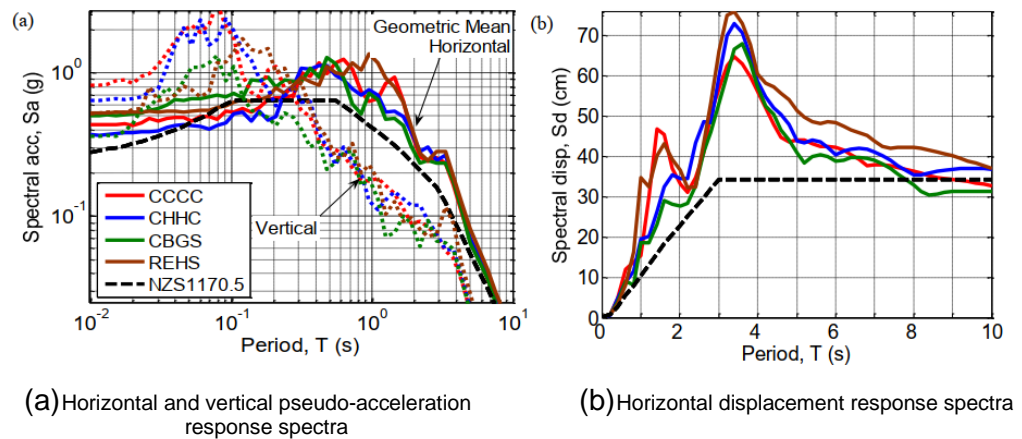 (a)
Geometric Mean
Horizontal
Spectral acc, Sa (g)
10^0
10^-1
CCCC
CHHC
CBGS
REHS
NZS1170.5
Vertical
10^-2
10^-1
10^0
10^1
Period, T (s)
(b)
Spectral disp, Sd (cm)
70
60
50
40
30
20
10
0
0
2
4
6
8
10
Period, T (s)
(a) Horizontal and vertical pseudo-acceleration
response spectra
(b) Horizontal displacement response spectra